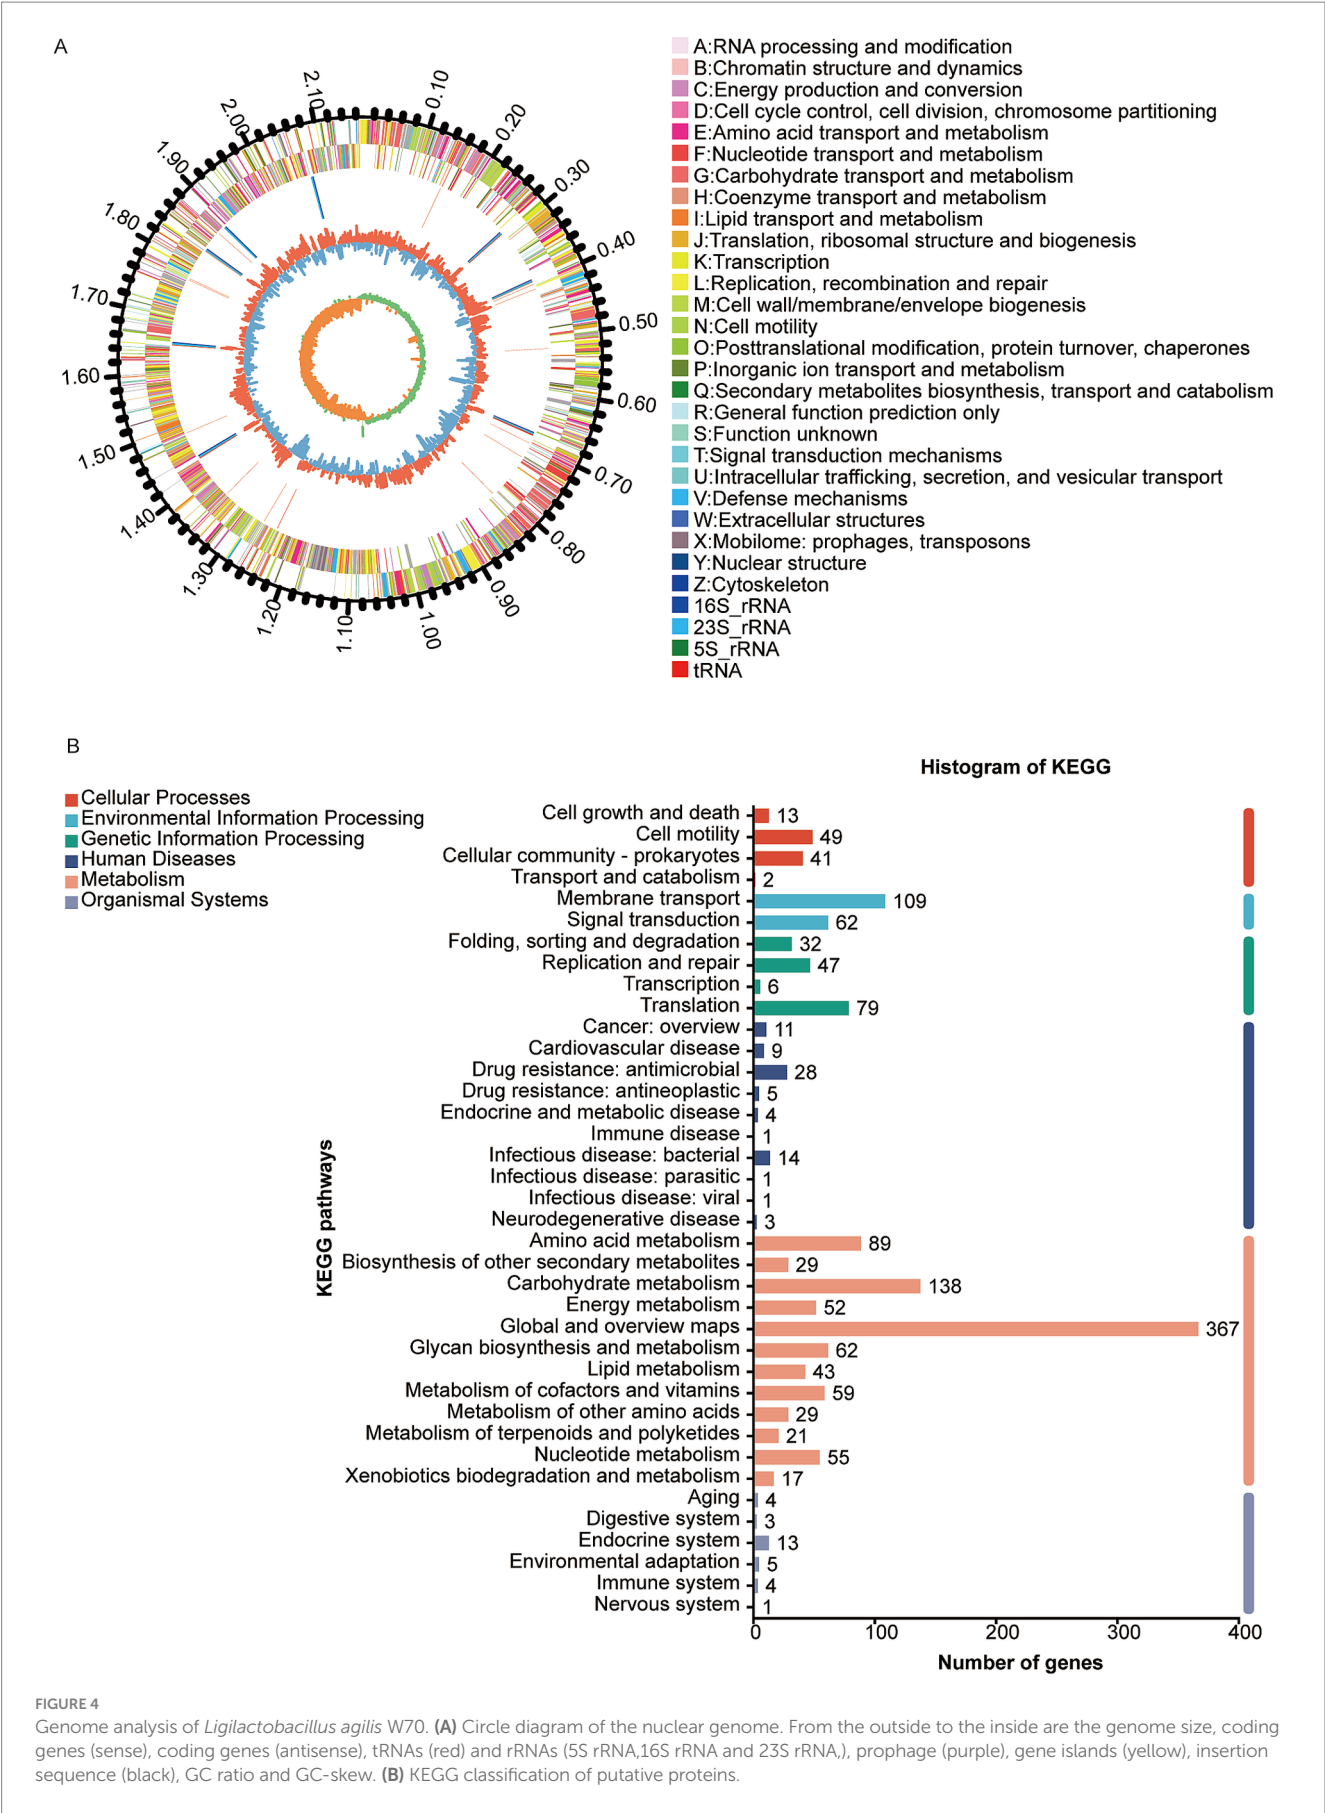 A
2.10
0.10
2.00
0.20
1.90
0.30
1.80
0.40
1.70
0.50
1.60
0.60
1.50
0.70
1.40
0.80
1.30
0.90
1.20
1.10
1.00
A:RNA processing and modification
B:Chromatin structure and dynamics
C:Energy production and conversion
D:Cell cycle control, cell division, chromosome partitioning
E:Amino acid transport and metabolism
F:Nucleotide transport and metabolism
G:Carbohydrate transport and metabolism
H:Coenzyme transport and metabolism
I:Lipid transport and metabolism
J:Translation, ribosomal structure and biogenesis
K:Transcription
L:Replication, recombination and repair
M:Cell wall/membrane/envelope biogenesis
N:Cell motility
O:Posttranslational modification, protein turnover, chaperones
P:Inorganic ion transport and metabolism
Q:Secondary metabolites biosynthesis, transport and catabolism
R:General function prediction only
S:Function unknown
T:Signal transduction mechanisms
U:Intracellular trafficking, secretion, and vesicular transport
V:Defense mechanisms
W:Extracellular structures
X:Mobilome: prophages, transposons
Y:Nuclear structure
Z:Cytoskeleton
16S_rRNA
23S_rRNA
5S_rRNA
tRNA
B
Histogram of KEGG
Cellular Processes
Environmental Information Processing
Genetic Information Processing
Human Diseases
Metabolism
Organismal Systems
KEGG pathways
Cell growth and death 13
Cell motility 49
Cellular community - prokaryotes 41
Transport and catabolism 2
Membrane transport 109
Signal transduction 62
Folding, sorting and degradation 32
Replication and repair 47
Transcription 6
Translation 79
Cancer: overview 11
Cardiovascular disease 9
Drug resistance: antimicrobial 28
Drug resistance: antineoplastic 5
Endocrine and metabolic disease 4
Immune disease 1
Infectious disease: bacterial 14
Infectious disease: parasitic 1
Infectious disease: viral 1
Neurodegenerative disease 3
Amino acid metabolism 89
Biosynthesis of other secondary metabolites 29
Carbohydrate metabolism 138
Energy metabolism 52
Global and overview maps 367
Glycan biosynthesis and metabolism 62
Lipid metabolism 43
Metabolism of cofactors and vitamins 59
Metabolism of other amino acids 29
Metabolism of terpenoids and polyketides 21
Nucleotide metabolism 55
Xenobiotics biodegradation and metabolism 17
Aging 4
Digestive system 3
Endocrine system 13
Environmental adaptation 5
Immune system 4
Nervous system 1
0 100 200 300 400
Number of genes
FIGURE 4
Genome analysis of Ligilactobacillus agilis W70. (A) Circle diagram of the nuclear genome. From the outside to the inside are the genome size, coding
genes (sense), coding genes (antisense), tRNAs (red) and rRNAs (5S rRNA,16S rRNA and 23S rRNA,), prophage (purple), gene islands (yellow), insertion
sequence (black), GC ratio and GC-skew. (B) KEGG classification of putative proteins.